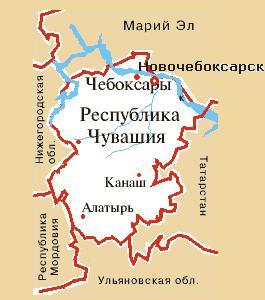 Марий Эл
Новочебоксарск
Чебоксары
Республика
Чувашия
Нижегородская
обл.
Татарстан
Канаш
Алатырь
Республика
Мордовия
Ульяновская обл.